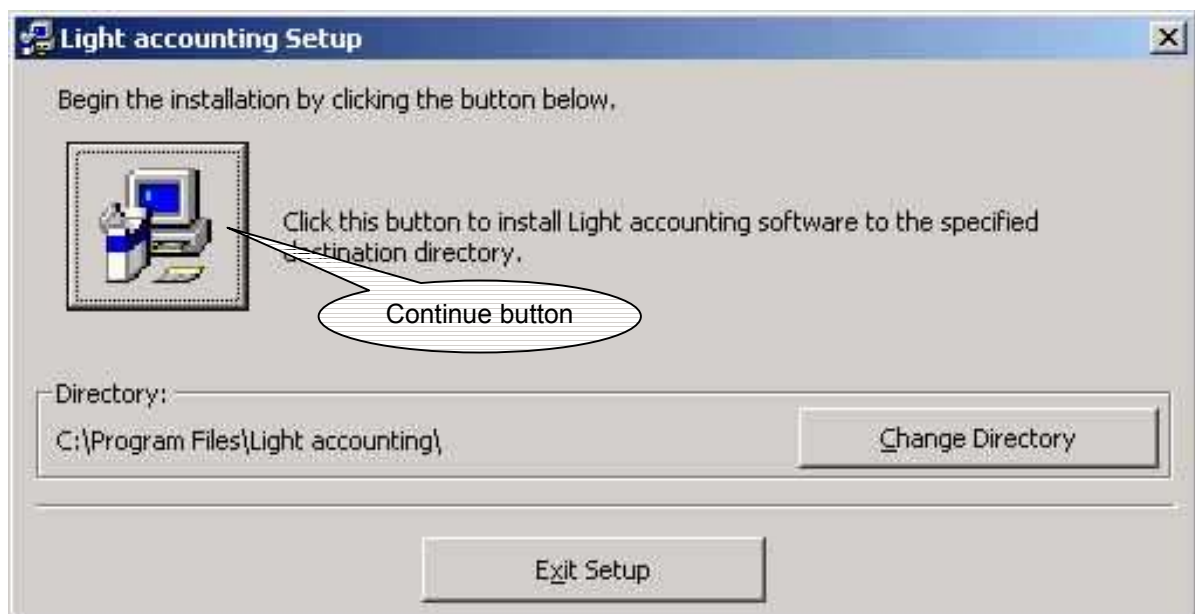 Light accounting Setup
Begin the installation by clicking the button below.
Click this button to install Light accounting software to the specified
destination directory.
Continue button
Directory:
C:\Program Files\Light accounting\
Change Directory
Exit Setup